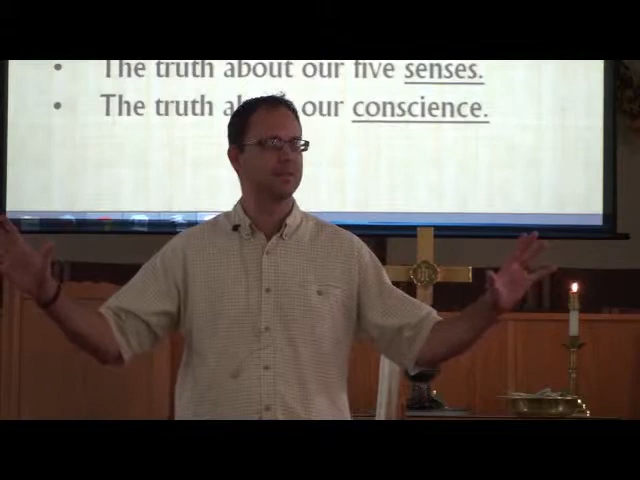 • The truth about our five senses.
• The truth our conscience.